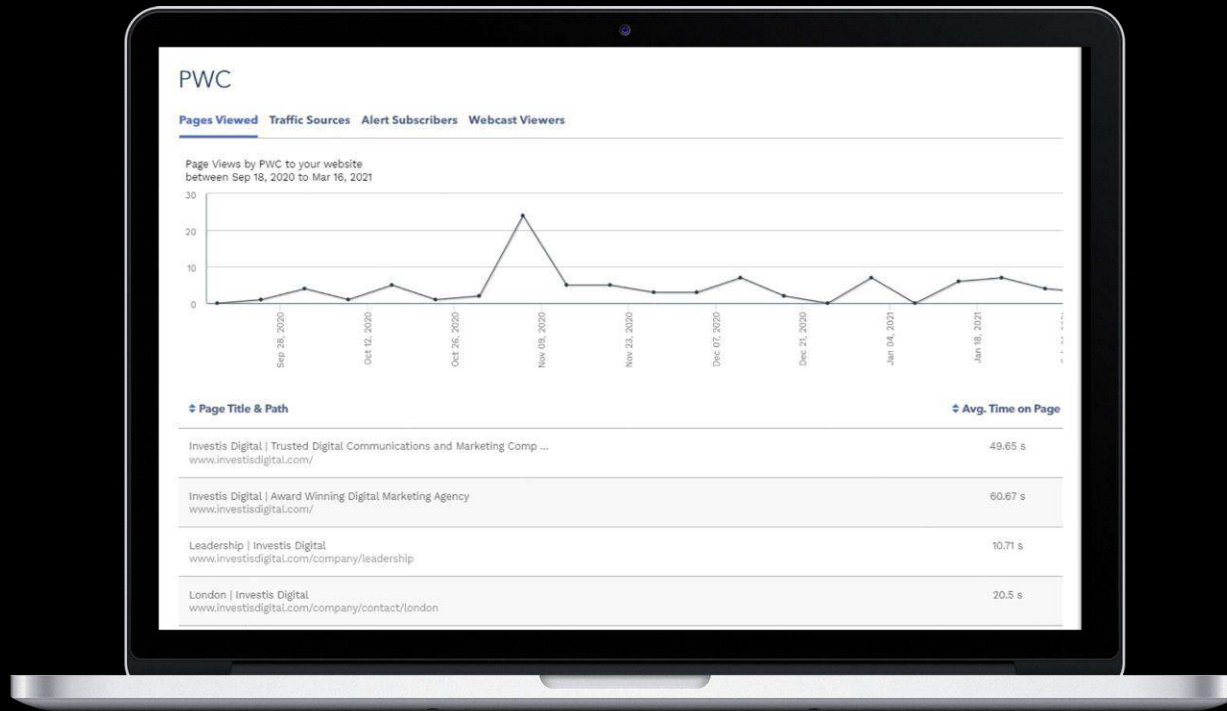 PWC
Pages Viewed Traffic Sources Alert Subscribers Webcast Viewers
Page Views by PWC to your website
between Sep 18, 2020 to Mar 16, 2021
30
20
10
0
Sep 28, 2020
Oct 12, 2020
Oct 26, 2020
Nov 09, 2020
Nov 23, 2020
Dec 07, 2020
Dec 21, 2020
Jan 04, 2021
Jan 18, 2021
Page Title & Path Avg. Time on Page
Investis Digital | Trusted Digital Communications and Marketing Comp ... 49.65 s
www.investisdigital.com/
Investis Digital | Award Winning Digital Marketing Agency 60.67 s
www.investisdigital.com/
Leadership | Investis Digital 10.71 s
www.investisdigital.com/company/leadership
London | Investis Digital 20.5 s
www.investisdigital.com/company/contact/london